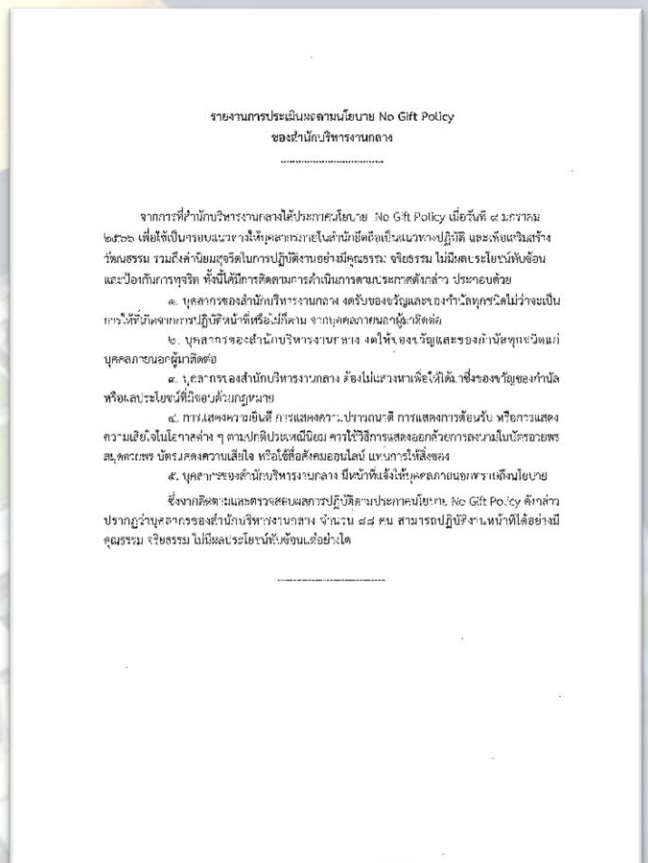 รายงานการประเมินผลตามนโยบาย No Gift Policy
ของสำนักบริหารงานกลาง
จากการที่สำนักบริหารงานกลางได้ประกาศนโยบาย No Gift Policy เมื่อวันที่ ๙ มกราคม
๒๕๖๖ เพื่อใช้เป็นกรอบแนวทางให้บุคลากรภายในสำนักยึดถือเป็นแนวทางปฏิบัติ และเพื่อเสริมสร้าง
วัฒนธรรม รวมถึงค่านิยมสุจริตในการปฏิบัติงานอย่างมีคุณธรรม จริยธรรม ไม่มีผลประโยชน์ทับซ้อน
และป้องกันการทุจริต ทั้งนี้ได้มีการติดตามการดำเนินการตามประกาศดังกล่าว ประกอบด้วย
๑. บุคลากรของสำนักบริหารงานกลาง งดรับของขวัญและของกำนัลทุกชนิดไม่ว่าจะเป็น
การให้ที่เกิดจากการปฏิบัติหน้าที่หรือไม่ก็ตาม จากบุคคลภายนอกผู้มาติดต่อ
๒. บุคลากรของสำนักบริหารงานกลาง งดให้ของขวัญและของกำนัลทุกชนิดแก่
บุคคลภายนอกผู้มาติดต่อ
๓. บุคลากรของสำนักบริหารงานกลาง ต้องไม่แสวงหาเพื่อให้ได้มาซึ่งของขวัญของกำนัล
หรือผลประโยชน์ที่มิชอบด้วยกฎหมาย
๔. การแสดงความยินดี การแสดงความปรารถนาดี การแสดงการต้อนรับ หรือการแสดง
ความเสียใจในโอกาสต่าง ๆ ตามปกติประเพณีนิยม ควรใช้วิธีการแสดงออกด้วยการลงนามในบัตรอวยพร
สมุดอวยพร บัตรแสดงความเสียใจ หรือใช้สื่อสังคมออนไลน์ แทนการให้สิ่งของ
๕. บุคลากรของสำนักบริหารงานกลาง มีหน้าที่แจ้งให้บุคคลภายนอกทราบถึงนโยบาย
ซึ่งจากติดตามและตรวจสอบผลการปฏิบัติตามประกาศนโยบาย No Gift Policy ดังกล่าว
ปรากฏว่าบุคลากรของสำนักบริหารงานกลาง จำนวน ๘๘ คน สามารถปฏิบัติงานหน้าที่ได้อย่างมี
คุณธรรม จริยธรรม ไม่มีผลประโยชน์ทับซ้อนแต่อย่างใด